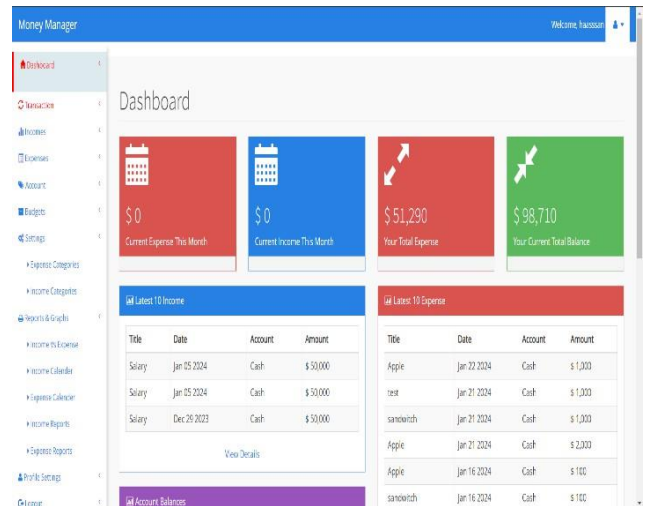 Money Manager
Welcome, haasssan
Dashboard
Transaction
Incomes
Expenses
Account
Budgets
Settings
Expense Categories
Income Categories
Reports & Graphs
Income Vs Expense
Income Calender
Expense Calender
Income Reports
Expense Reports
Profile Settings
Logout
Dashboard
$ 0
Current Expense This Month
$ 0
Current Income This Month
$ 51,290
Your Total Expense
$ 98,710
Your Current Total Balance
Latest 10 Income
Title Date Account Amount
Salary Jan 05 2024 Cash $ 50,000
Salary Jan 05 2024 Cash $ 50,000
Salary Dec 29 2023 Cash $ 50,000
View Details
Account Balances
Latest 10 Expense
Title Date Account Amount
Apple Jan 22 2024 Cash $ 1,000
test Jan 21 2024 Cash $ 1,000
sandwitch Jan 21 2024 Cash $ 1,000
Apple Jan 21 2024 Cash $ 2,000
Apple Jan 16 2024 Cash $ 100
sandwitch Jan 16 2024 Cash $ 100